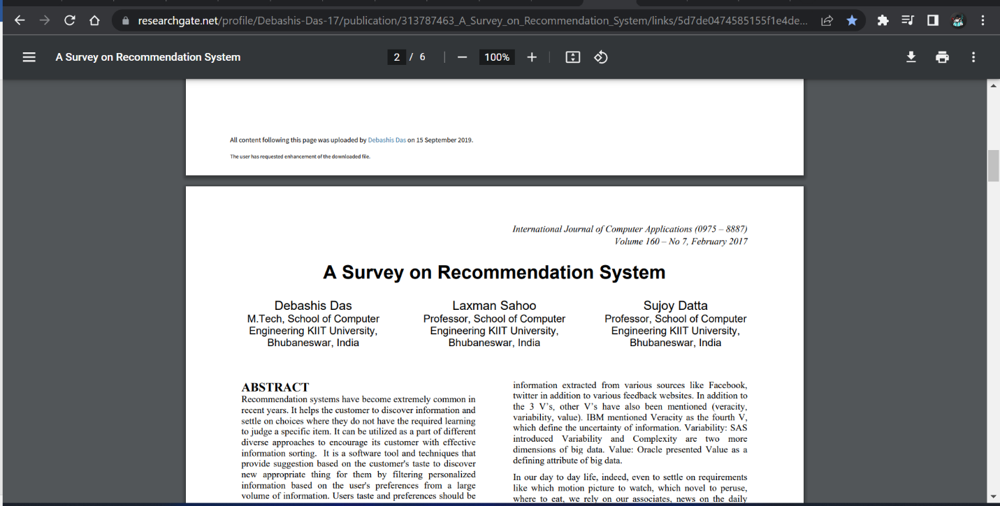 researchgate.net/profile/Debashis-Das-17/publication/313787463_A_Survey_on_Recommendation_System/links/5d7de0474585155f1e4de...
A Survey on Recommendation System
2 / 6
100%
All content following this page was uploaded by Debashis Das on 15 September 2019.
The user has requested enhancement of the downloaded file.
International Journal of Computer Applications (0975 – 8887)
Volume 160 – No 7, February 2017
A Survey on Recommendation System
Debashis Das
M.Tech, School of Computer
Engineering KIIT University,
Bhubaneswar, India
Laxman Sahoo
Professor, School of Computer
Engineering KIIT University,
Bhubaneswar, India
Sujoy Datta
Professor, School of Computer
Engineering KIIT University,
Bhubaneswar, India
ABSTRACT
Recommendation systems have become extremely common in
recent years. It helps the customer to discover information and
settle on choices where they do not have the required learning
to judge a specific item. It can be utilized as a part of different
diverse approaches to encourage its customer with effective
information sorting. It is a software tool and techniques that
provide suggestion based on the customer's taste to discover
new appropriate thing for them by filtering personalized
information based on the user's preferences from a large
volume of information. Users taste and preferences should be
information extracted from various sources like Facebook,
twitter in addition to various feedback websites. In addition to
the 3 V's, other V's have also been mentioned (veracity,
variability, value). IBM mentioned Veracity as the fourth V,
which define the uncertainty of information. Variability: SAS
introduced Variability and Complexity are two more
dimensions of big data. Value: Oracle presented Value as a
defining attribute of big data.
In our day to day life, indeed, even to settle on requirements
like which motion picture to watch, which novel to peruse,
where to eat, we rely on our associates, news on the daily